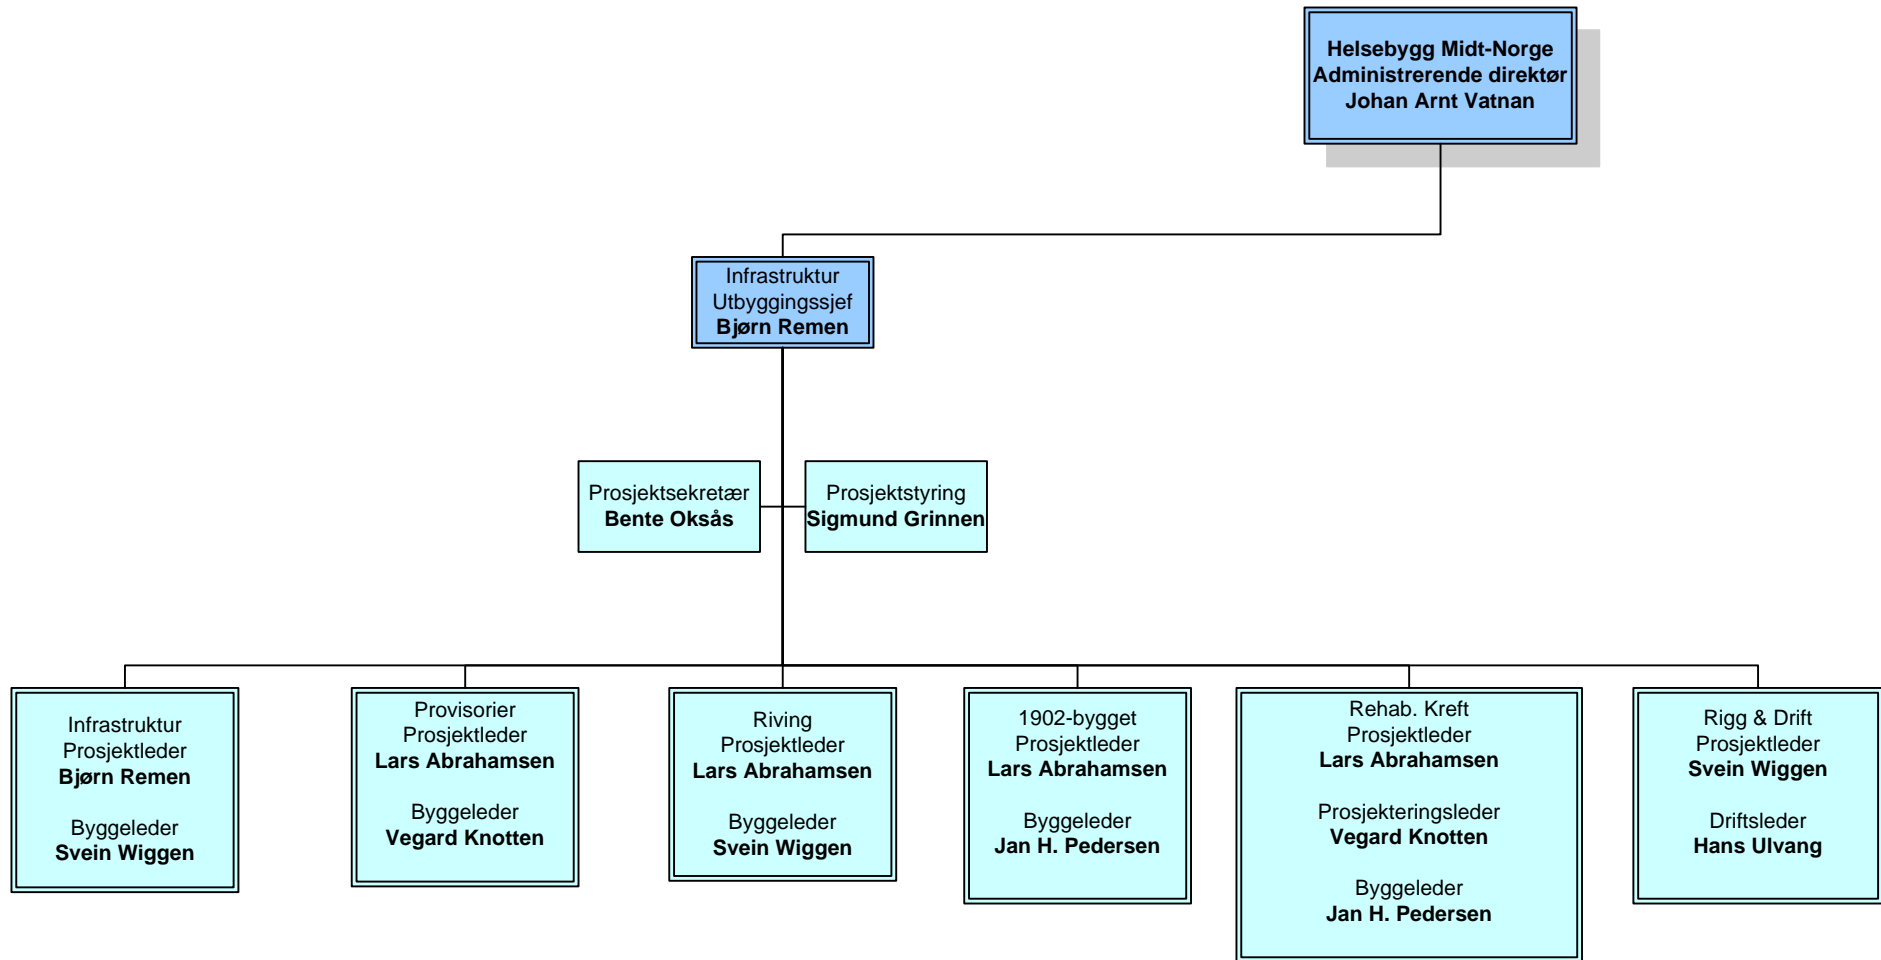 Helsebygg Midt-Norge
Administrerende direktør
Johan Arnt Vatnan
Infrastruktur
Utbyggingssjef
Bjørn Remen
Prosjektsekretær
Bente Oksås
Prosjektstyring
Sigmund Grinnen
Infrastruktur
Prosjektleder
Bjørn Remen
Byggeleder
Svein Wiggen
Provisorier
Prosjektleder
Lars Abrahamsen
Byggeleder
Vegard Knotten
Riving
Prosjektleder
Lars Abrahamsen
Byggeleder
Svein Wiggen
1902-bygget
Prosjektleder
Lars Abrahamsen
Byggeleder
Jan H. Pedersen
Rehab. Kreft
Prosjektleder
Lars Abrahamsen
Prosjekteringsleder
Vegard Knotten
Byggeleder
Jan H. Pedersen
Rigg & Drift
Prosjektleder
Svein Wiggen
Driftsleder
Hans Ulvang